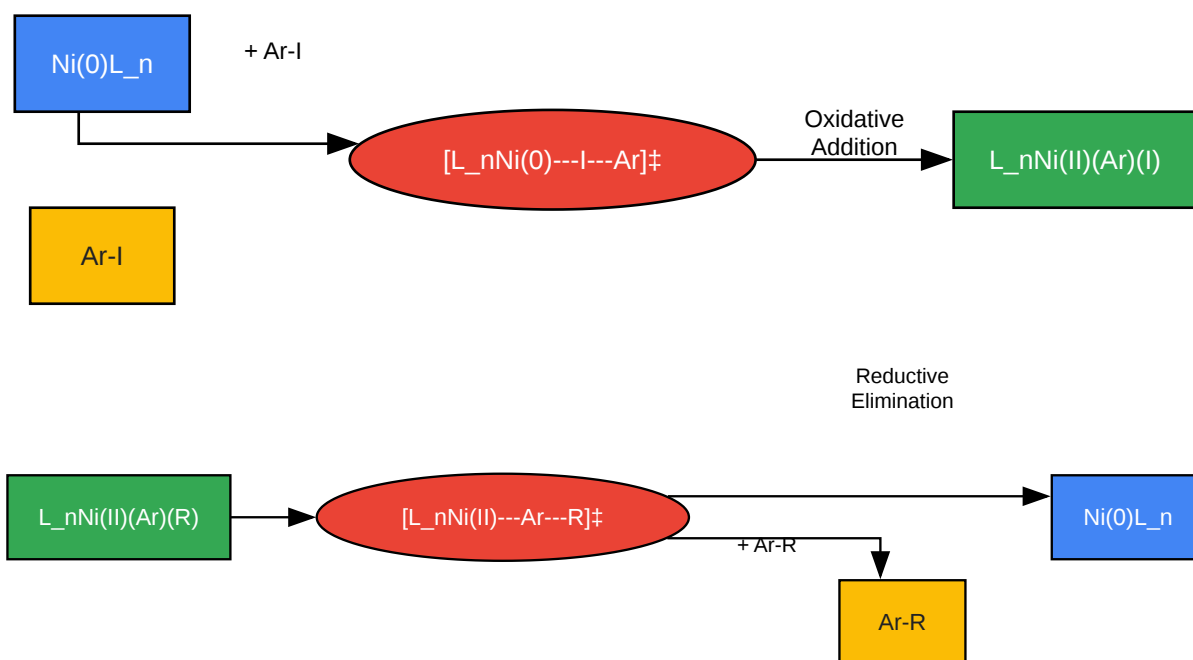 Ni(0)L_n
+ Ar-I
[L_nNi(0)---I---Ar]‡
Oxidative
Addition
L_nNi(II)(Ar)(I)
Ar-I
Reductive
Elimination
L_nNi(II)(Ar)(R)
[L_nNi(II)---Ar---R]‡
+ Ar-R
Ni(0)L_n
Ar-R